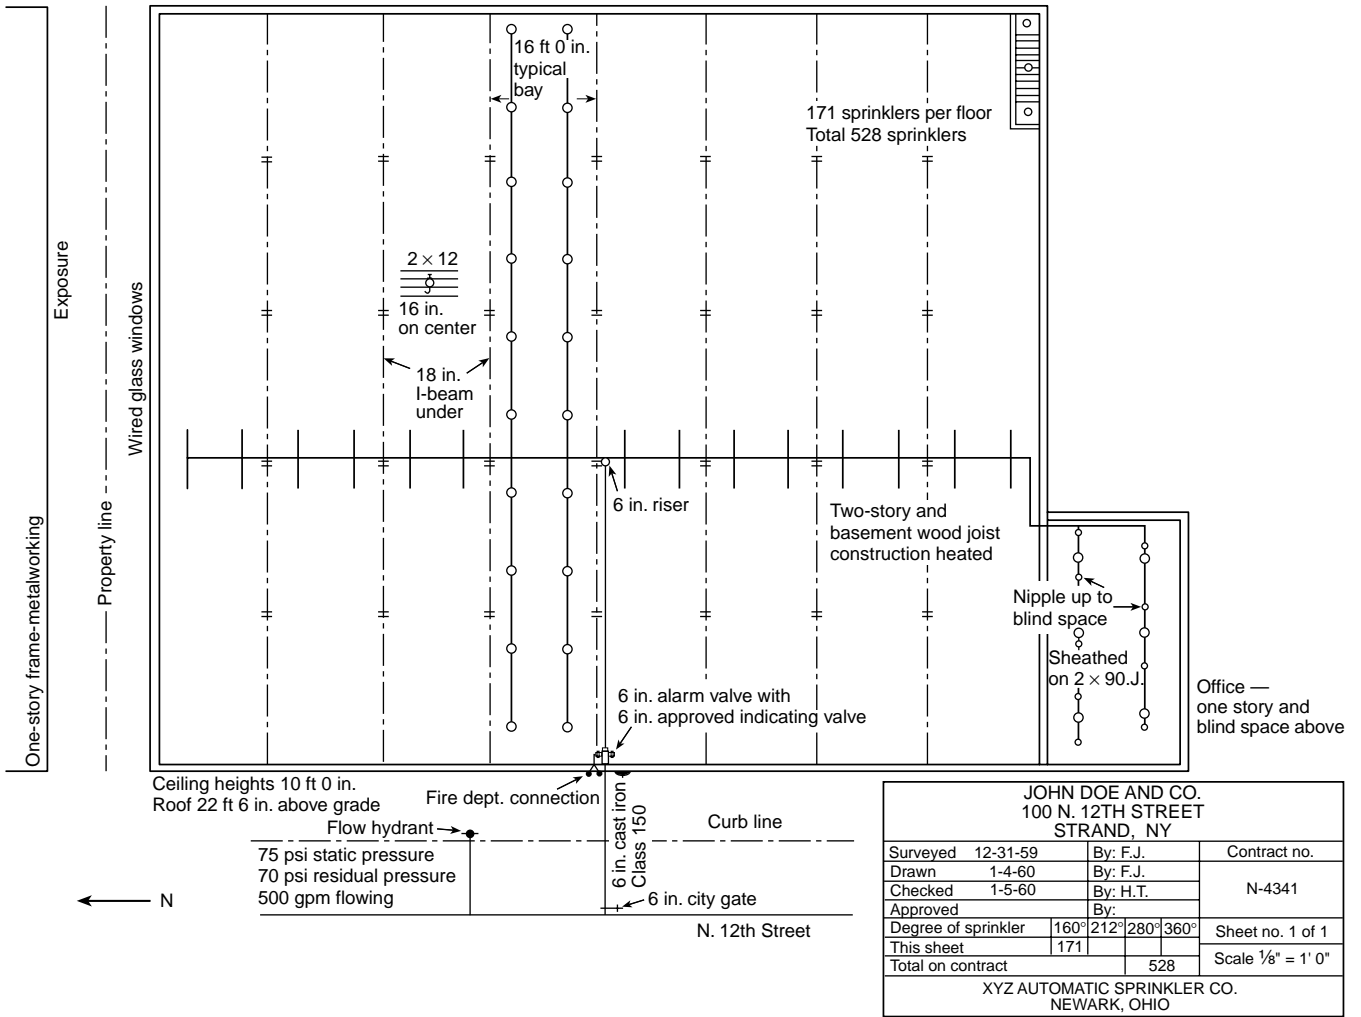 16 ft 0 in.
typical
bay
171 sprinklers per floor
Total 528 sprinklers
Exposure
Wired glass windows
2 × 12
16 in.
on center
18 in.
I-beam
under
6 in. riser
Two-story and
basement wood joist
construction heated
One-story frame-metalworking
Property line
Nipple up to
blind space
Sheathed
on 2 × 90.J.
Office —
one story and
blind space above
6 in. alarm valve with
6 in. approved indicating valve
Ceiling heights 10 ft 0 in.
Roof 22 ft 6 in. above grade
Fire dept. connection
6 in. cast iron
Class 150
Flow hydrant
Curb line
75 psi static pressure
70 psi residual pressure
500 gpm flowing
N
6 in. city gate
N. 12th Street
JOHN DOE AND CO.
100 N. 12TH STREET
STRAND, NY
Surveyed 12-31-59 By: F.J. Contract no.
Drawn 1-4-60 By: F.J.
Checked 1-5-60 By: H.T. N-4341
Approved By:
Degree of sprinkler 160° 212° 280° 360° Sheet no. 1 of 1
This sheet 171
Total on contract 528 Scale ⅛" = 1' 0"
XYZ AUTOMATIC SPRINKLER CO.
NEWARK, OHIO